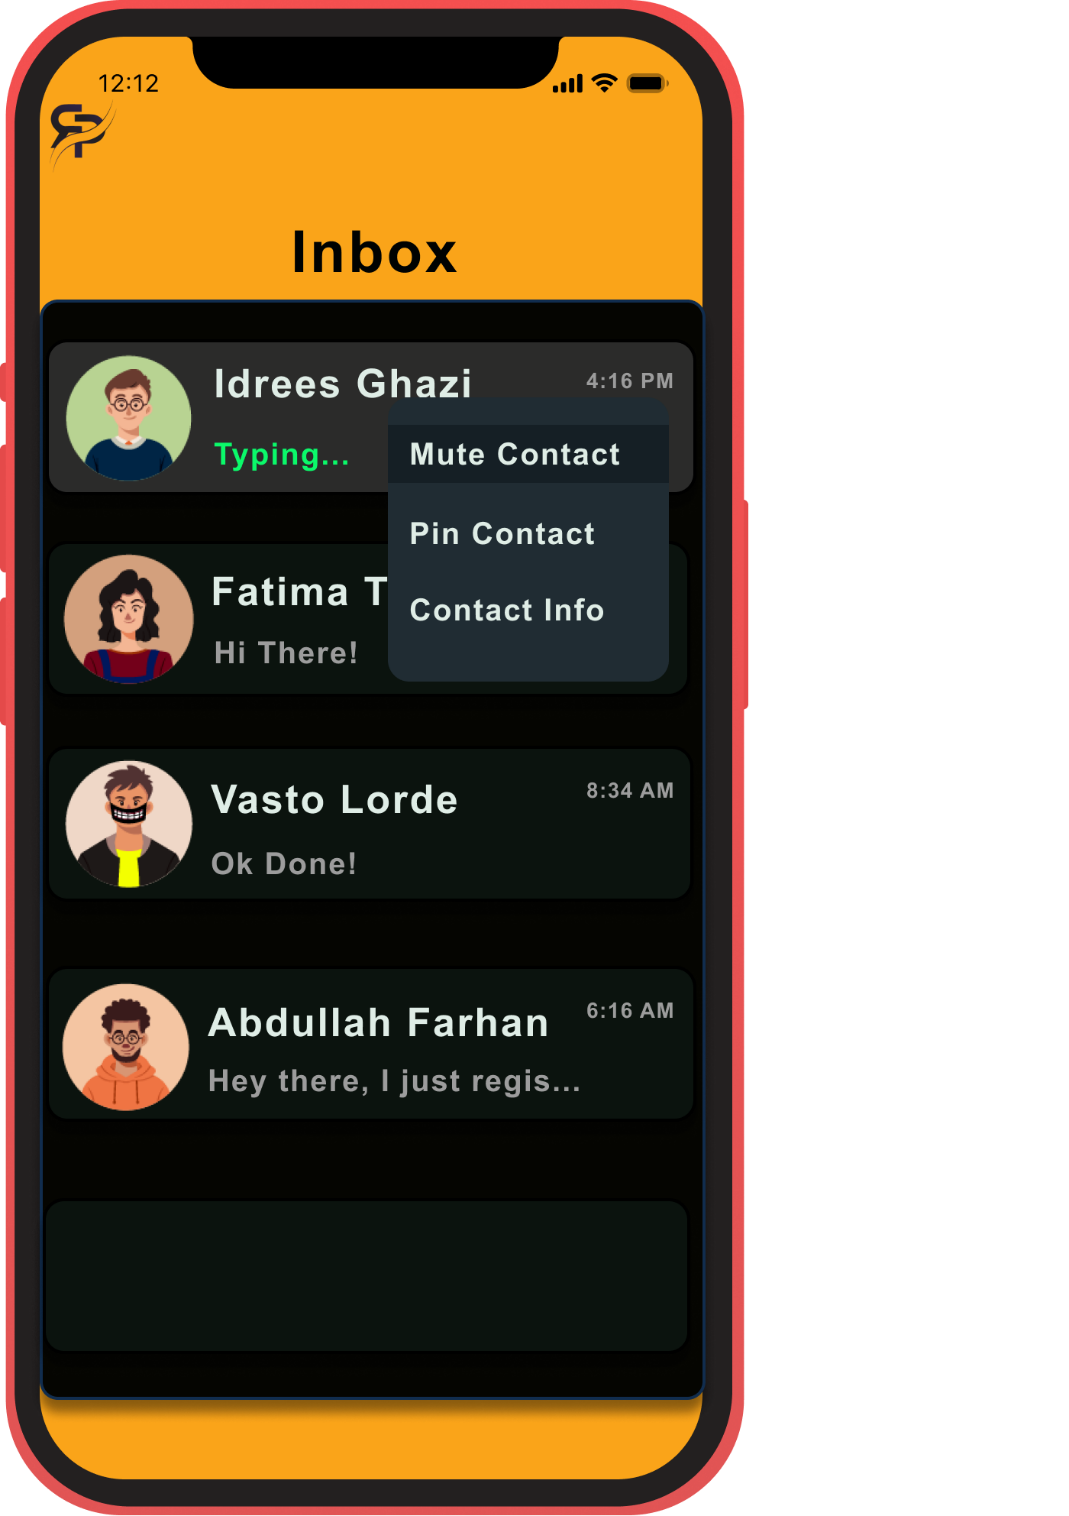 12:12
Inbox
Idrees Ghazi
4:16 PM
Typing...
Mute Contact
Pin Contact
Contact Info
Fatima T
Hi There!
Vasto Lorde
8:34 AM
Ok Done!
Abdullah Farhan
6:16 AM
Hey there, I just regis...